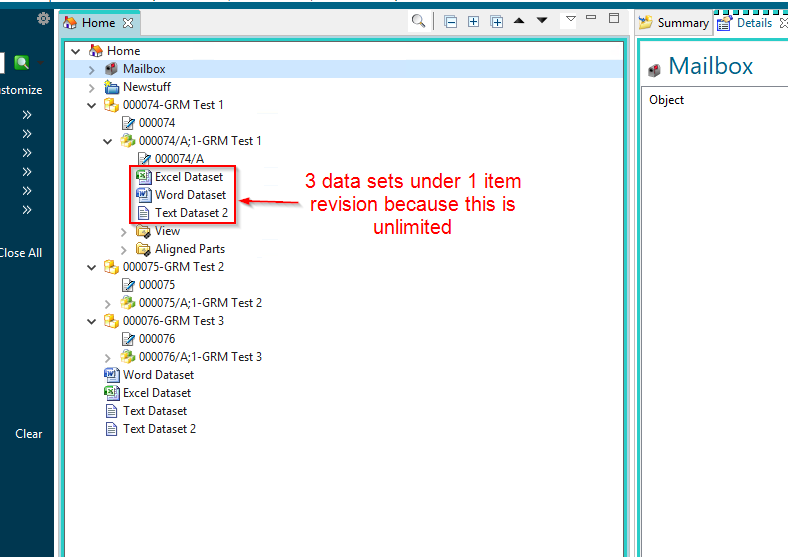 Home
Summary
Details
Home
Mailbox
Mailbox
Newstuff
stomize
000074-GRM Test 1
Object
000074
000074/A;1-GRM Test 1
000074/A
Excel Dataset
3 data sets under 1 item
Word Dataset
revision because this is
Text Dataset 2
unlimited
View
Aligned Parts
Close All
000075-GRM Test 2
000075
000075/A;1-GRM Test 2
000076-GRM Test 3
000076
000076/A;1-GRM Test 3
Word Dataset
Excel Dataset
Text Dataset
Text Dataset 2
Clear